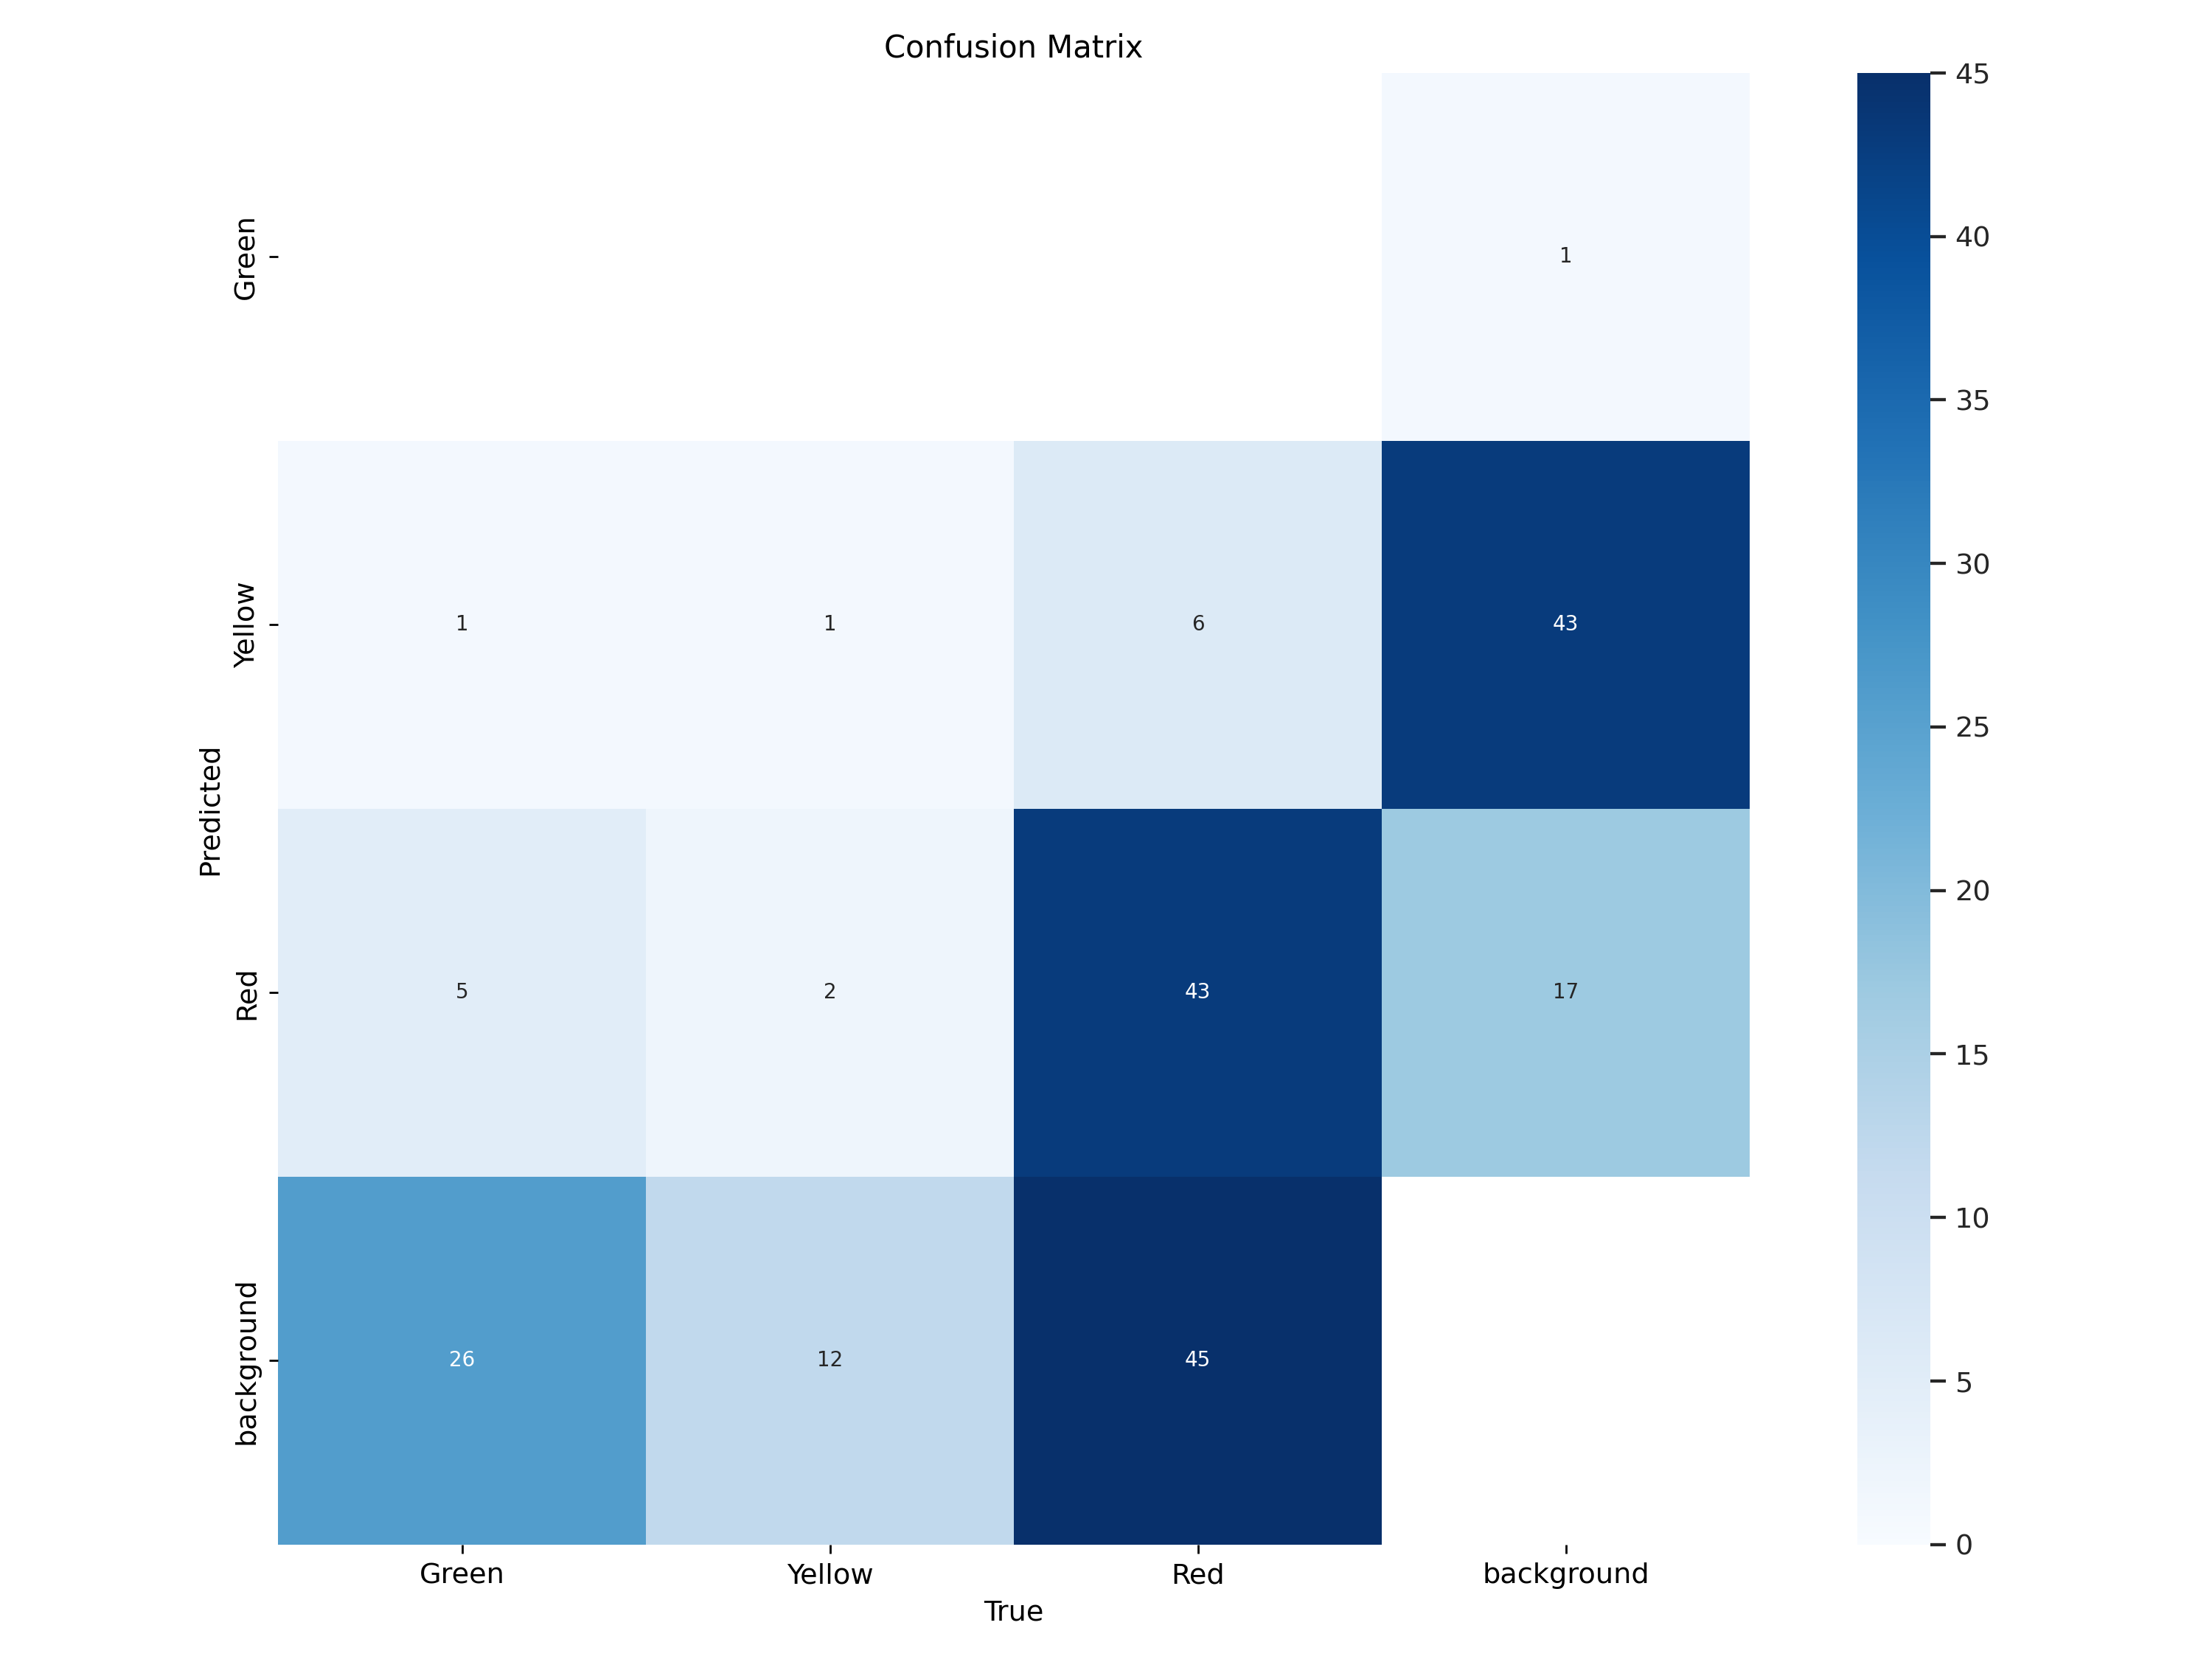 Confusion Matrix
45
40
35
30
25
20
15
10
5
0
Predicted
Green
1
Yellow
1 1 6 43
Red
5 2 43 17
background
26 12 45
Green Yellow Red background
True